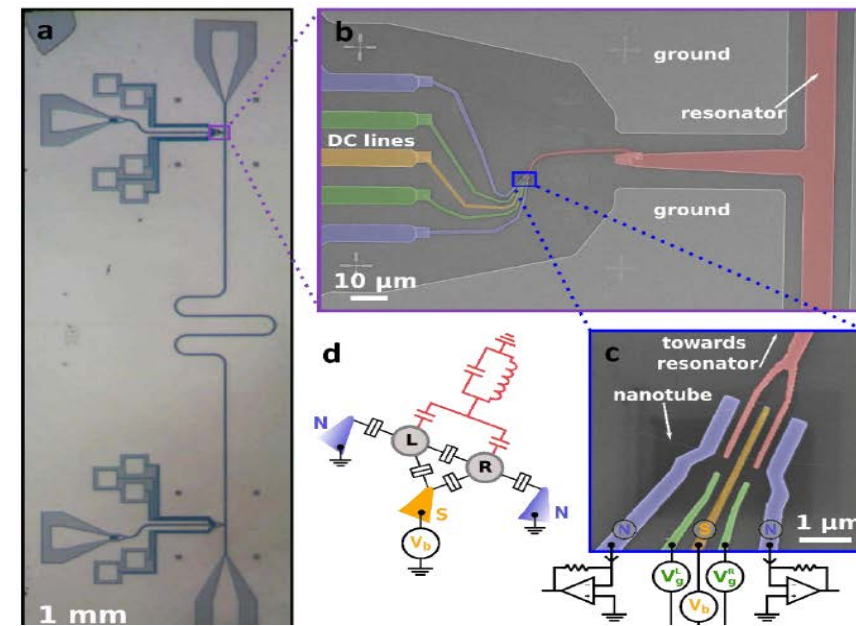 a
1 mm
b
ground
resonator
DC lines
ground
10 µm
c
towards
resonator
nanotube
N
S
N
1 µm
V_g^L
V_b
V_g^R
d
N
L
R
S
N
V_b